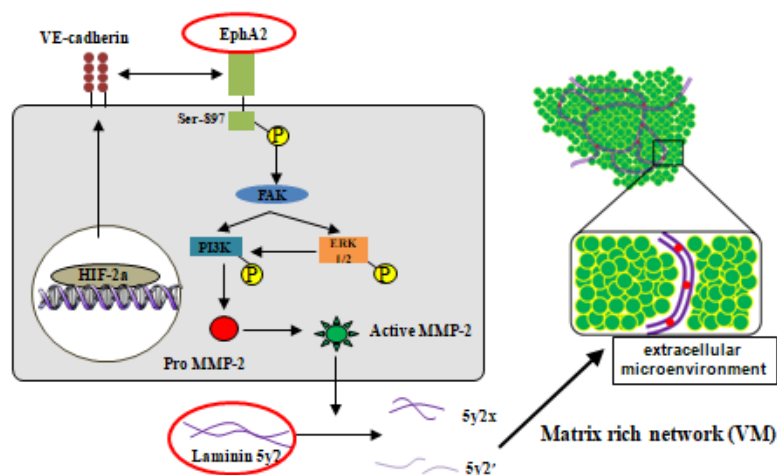 VE-cadherin
EphA2
Ser-897
P
FAK
PI3K
ERK
1/2
P
P
HIF-2a
Pro MMP-2
Active MMP-2
extracellular
microenvironment
Laminin 5y2
5y2x
5y2'
Matrix rich network (VM)